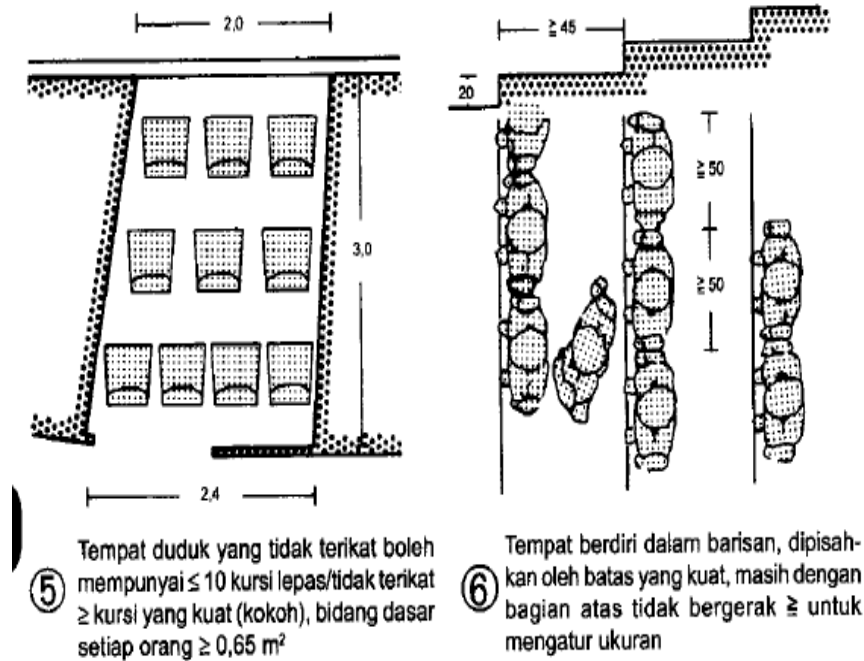 2,0
3,0
2,4
⑤
Tempat duduk yang tidak terikat boleh
mempunyai ≤ 10 kursi lepas/tidak terikat
≥ kursi yang kuat (kokoh), bidang dasar
setiap orang ≥ 0,65 m²
≧ 45
20
≧ 50
≧ 50
⑥
Tempat berdiri dalam barisan, dipisah-
kan oleh batas yang kuat, masih dengan
bagian atas tidak bergerak ≧ untuk
mengatur ukuran